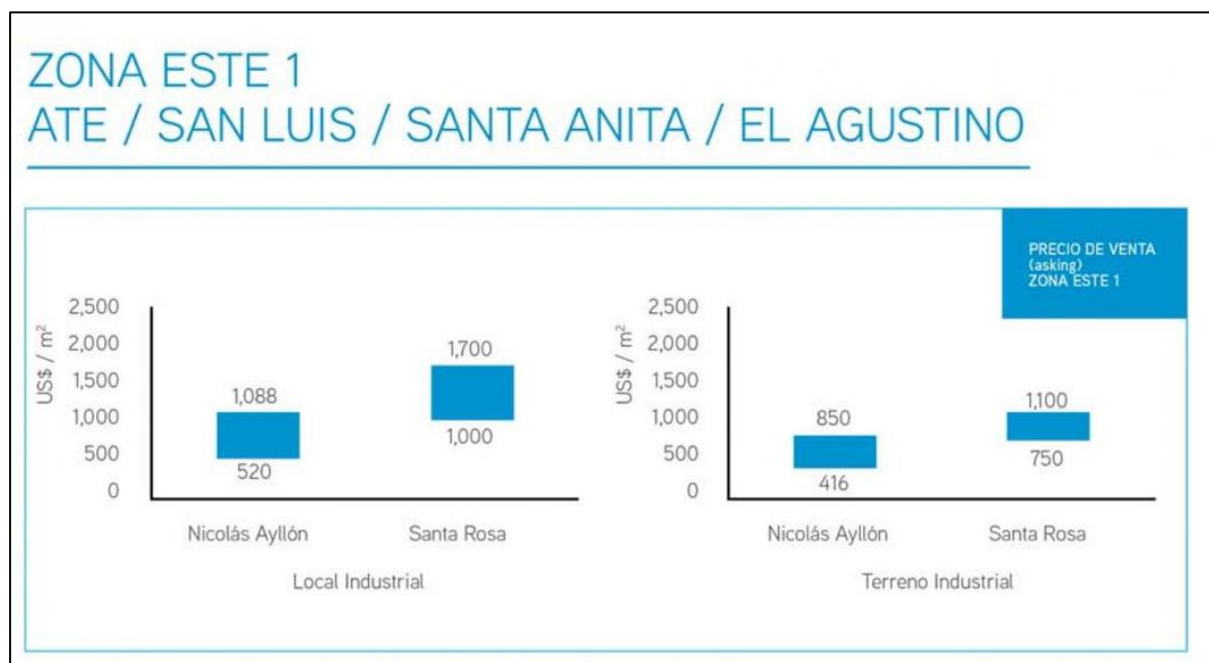 ZONA ESTE 1
ATE / SAN LUIS / SANTA ANITA / EL AGUSTINO
PRECIO DE VENTA
(asking)
ZONA ESTE 1
US$ / m²
2,500
2,000
1,500
1,000
500
0
1,088
520
1,700
1,000
Nicolás Ayllón
Santa Rosa
Local Industrial
US$ / m²
2,500
2,000
1,500
1,000
500
0
850
416
1,100
750
Nicolás Ayllón
Santa Rosa
Terreno Industrial